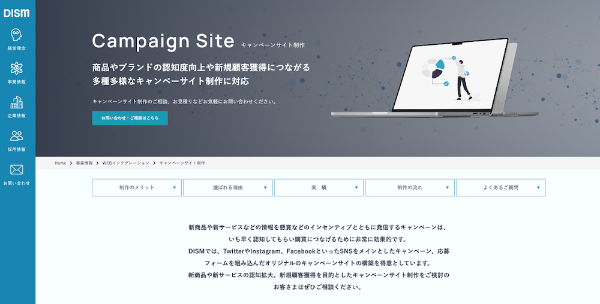 DISM
経営理念
事業情報
企業情報
採用情報
お問い合わせ
Campaign Site キャンペーンサイト制作
商品やブランドの認知度向上や新規顧客獲得につながる
多種多様なキャンペーンサイト制作に対応
キャンペーンサイト制作のご相談、お見積りなどお気軽にお問い合わせください。
お問い合わせ・ご相談はこちら
Home > 事業情報 > WEBインテグレーション > キャンペーンサイト制作
制作のメリット
選ばれる理由
実 績
制作の流れ
よくあるご質問
新商品や新サービスなどの情報を懸賞などのインセンティブとともに発信するキャンペーンは、
いち早く認知してもらい購買につなげるために非常に効果的です。
DISMでは、TwitterやInstagram、FacebookといったSNSをメインとしたキャンペーン、応募
フォームを組み込んだオリジナルのキャンペーンサイトの構築を得意としています。
新商品や新サービスの認知拡大、新規顧客獲得を目的としたキャンペーンサイト制作をご検討の
お客さまはぜひご相談ください。